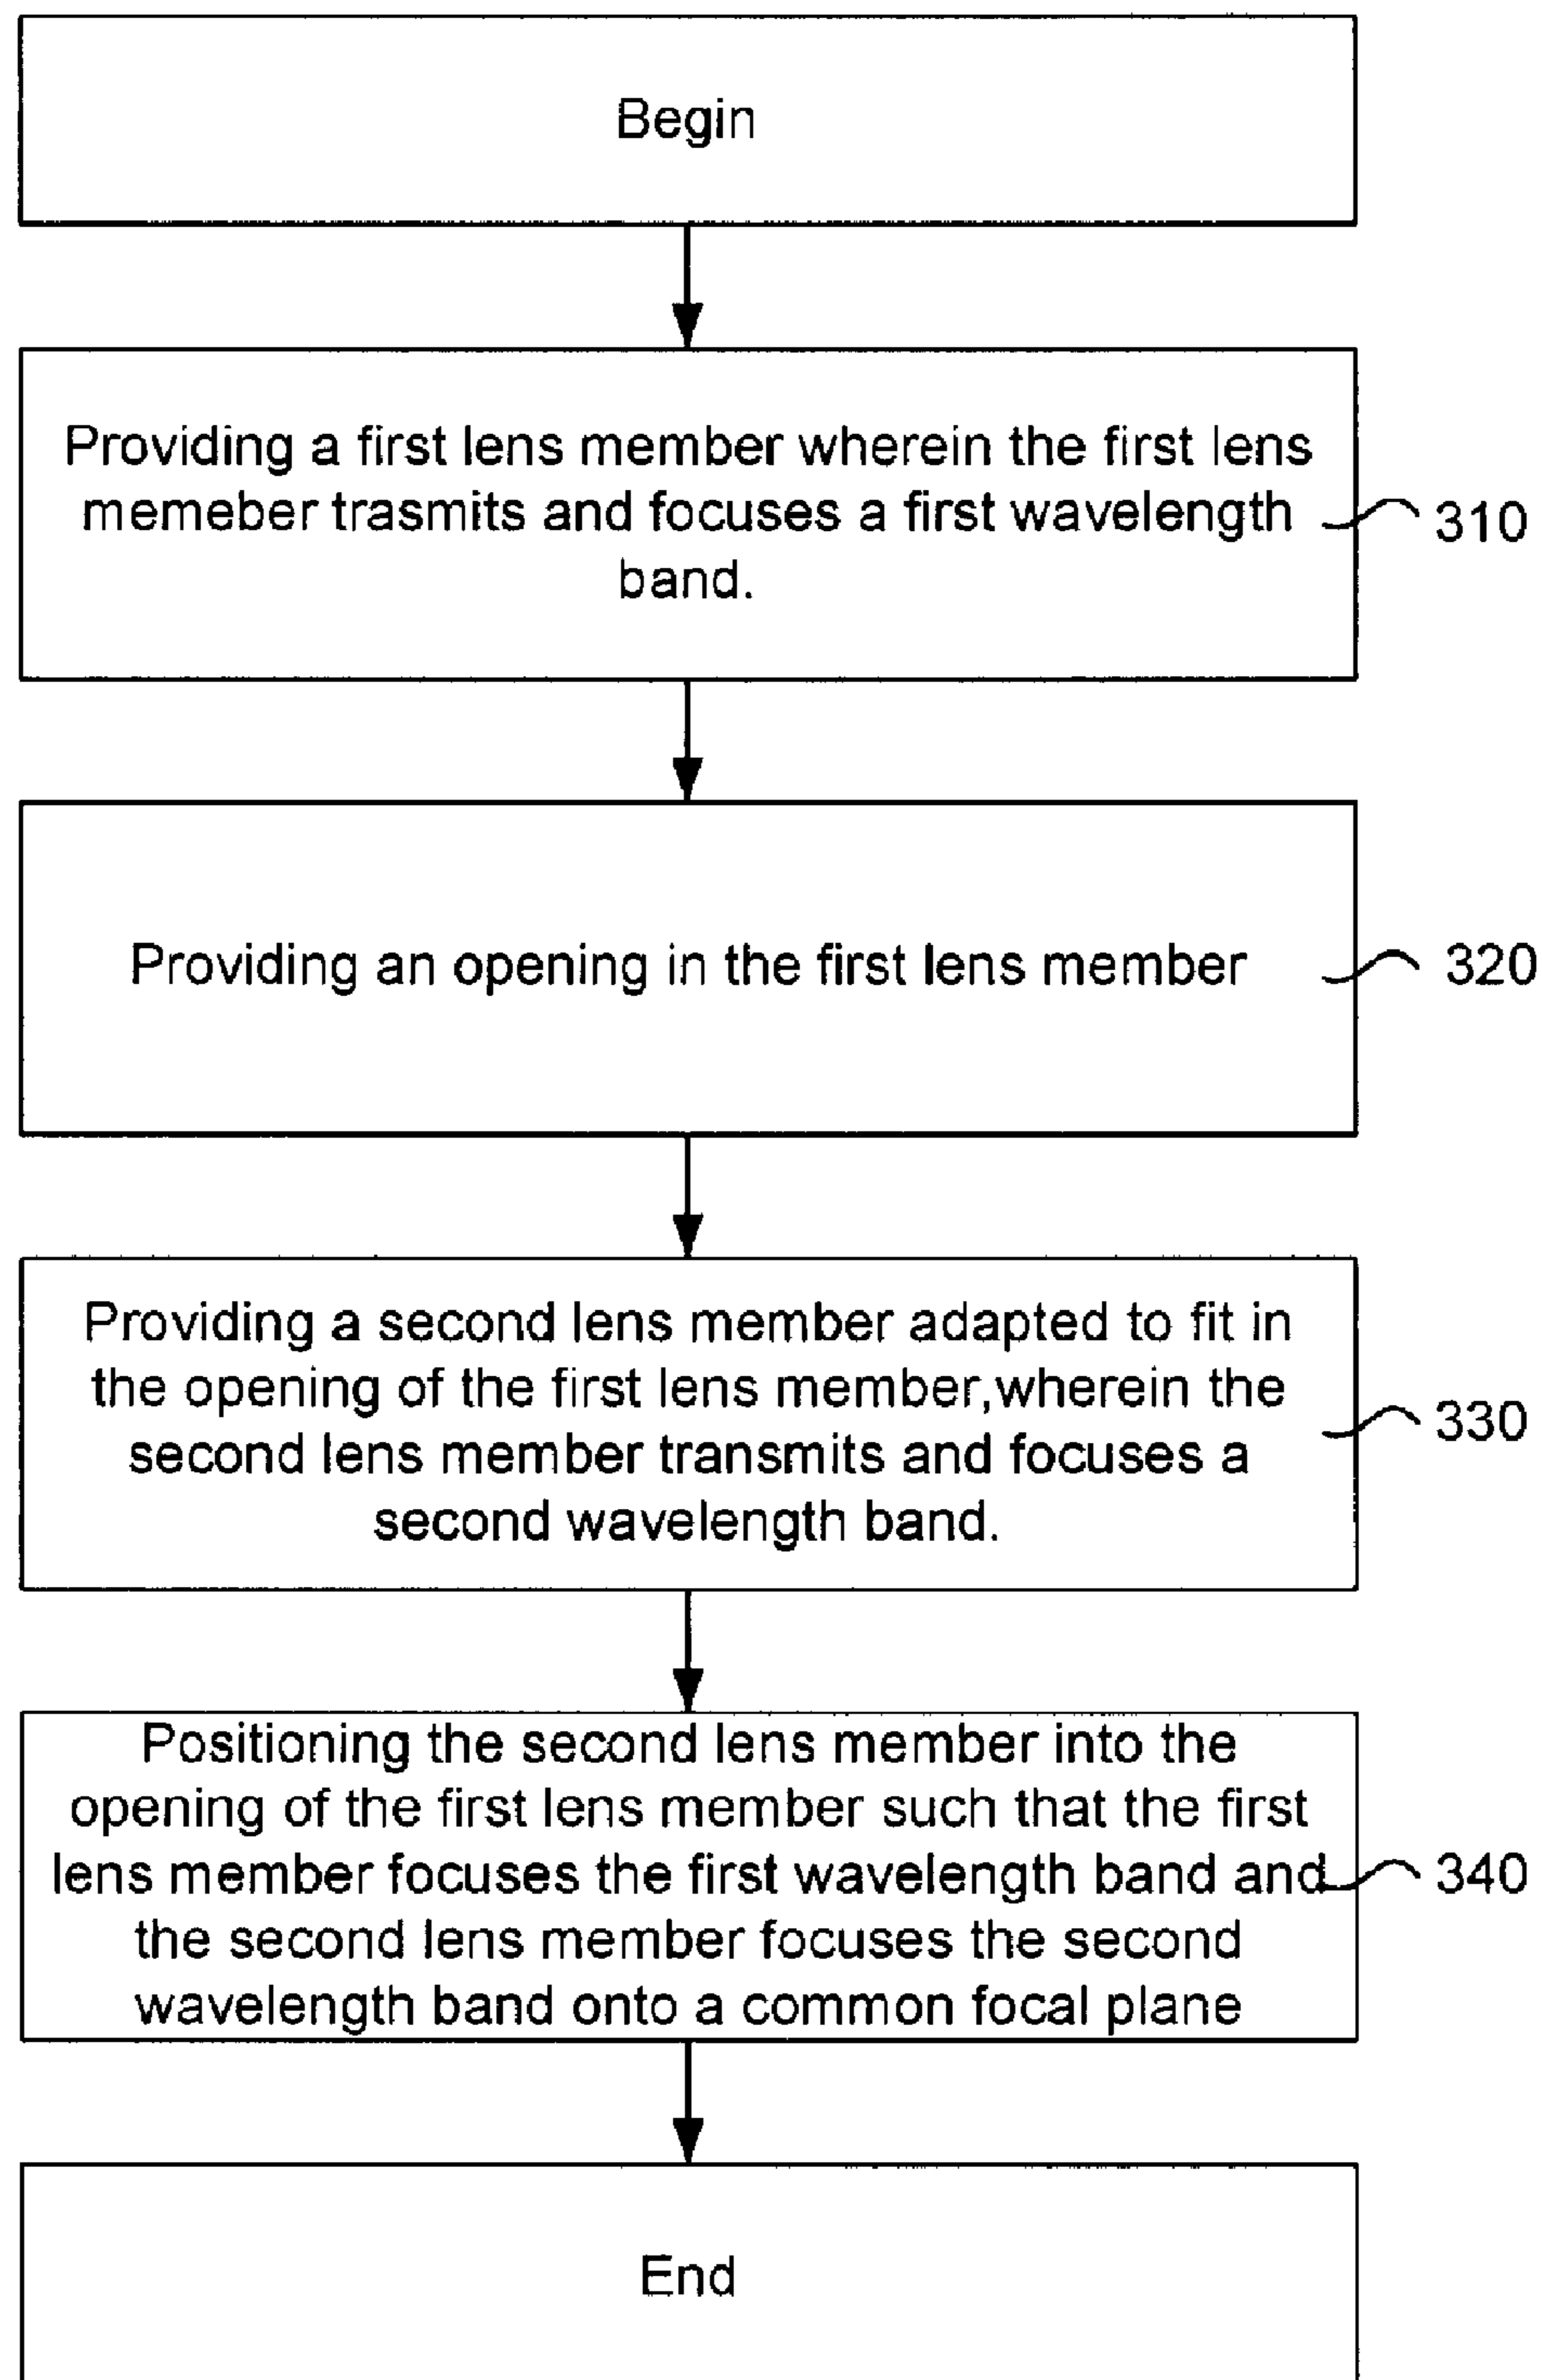 Begin
Providing a first lens member wherein the first lens
memeber trasmits and focuses a first wavelength
band.
310
Providing an opening in the first lens member
320
Providing a second lens member adapted to fit in
the opening of the first lens member,wherein the
second lens member transmits and focuses a
second wavelength band.
330
Positioning the second lens member into the
opening of the first lens member such that the first
lens member focuses the first wavelength band and
the second lens member focuses the second
wavelength band onto a common focal plane
340
End